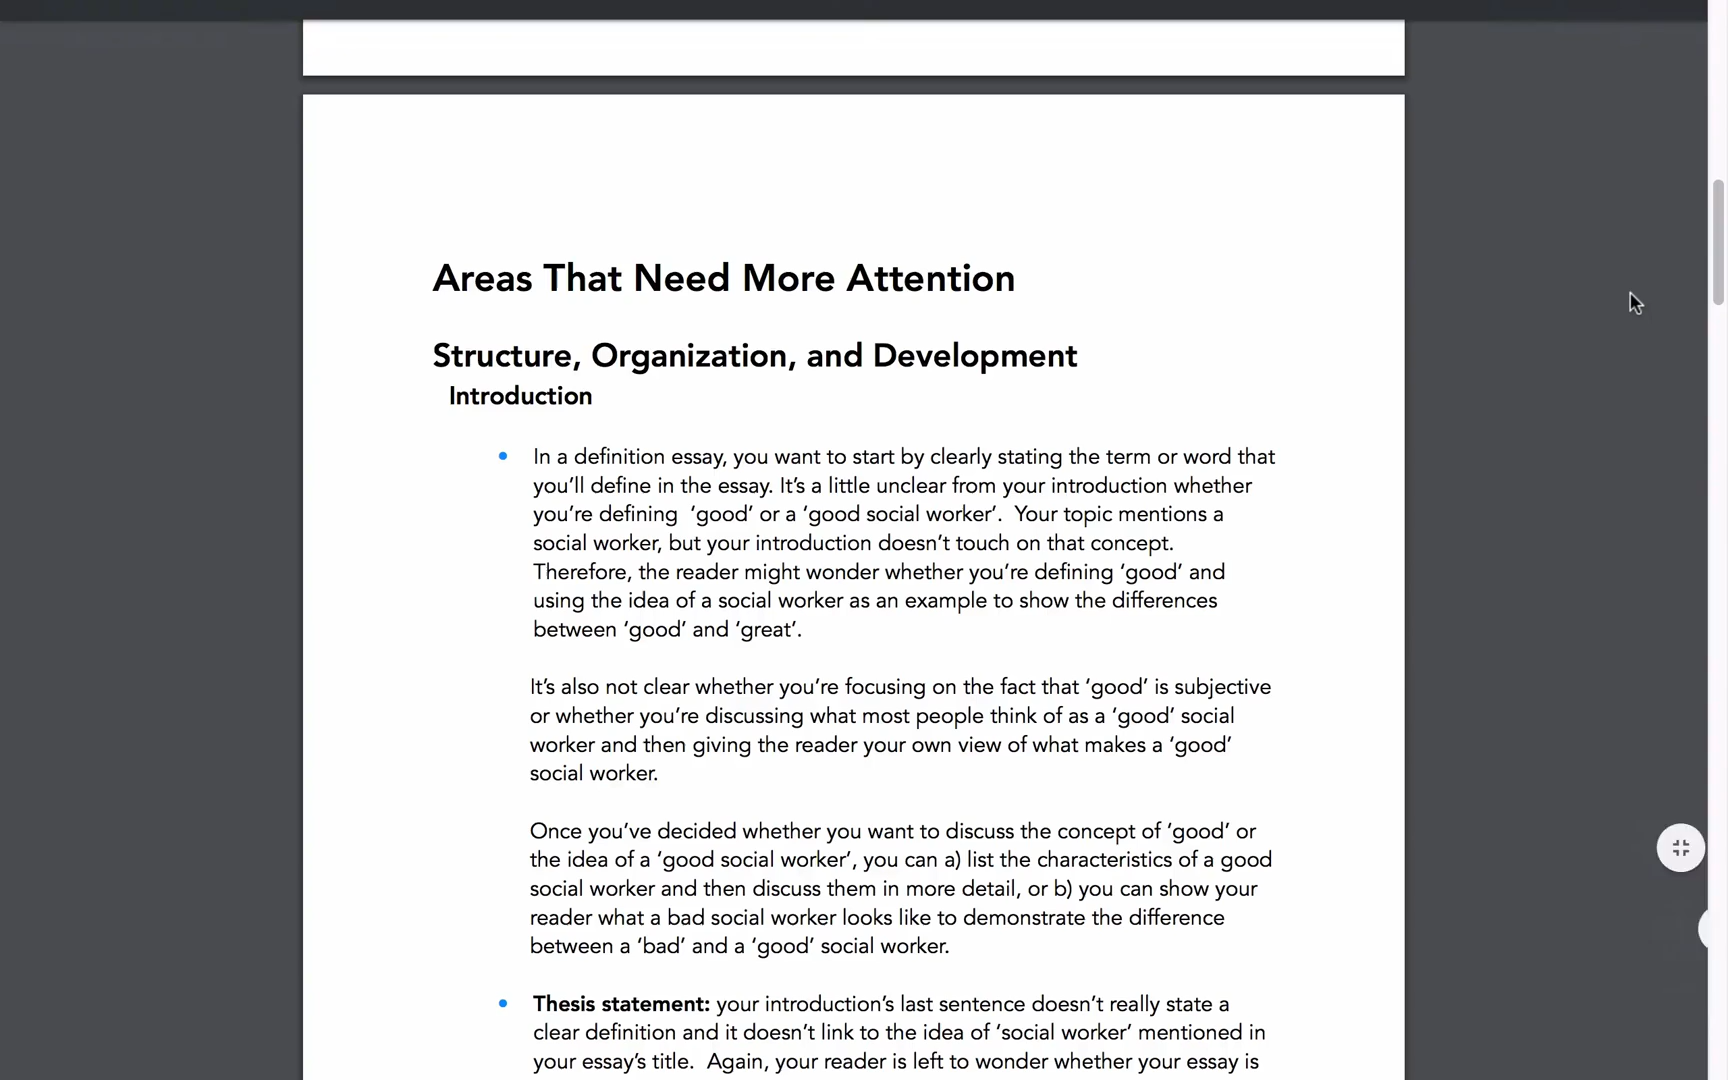 Areas That Need More Attention
Structure, Organization, and Development
Introduction
• In a definition essay, you want to start by clearly stating the term or word that
you’ll define in the essay. It’s a little unclear from your introduction whether
you’re defining  ‘good’ or a ‘good social worker’.  Your topic mentions a
social worker, but your introduction doesn’t touch on that concept.
Therefore, the reader might wonder whether you’re defining ‘good’ and
using the idea of a social worker as an example to show the differences
between ‘good’ and ‘great’.
It’s also not clear whether you’re focusing on the fact that ‘good’ is subjective
or whether you’re discussing what most people think of as a ‘good’ social
worker and then giving the reader your own view of what makes a ‘good’
social worker.
Once you’ve decided whether you want to discuss the concept of ‘good’ or
the idea of a ‘good social worker’, you can a) list the characteristics of a good
social worker and then discuss them in more detail, or b) you can show your
reader what a bad social worker looks like to demonstrate the difference
between a ‘bad’ and a ‘good’ social worker.
• Thesis statement: your introduction’s last sentence doesn’t really state a
clear definition and it doesn’t link to the idea of ‘social worker’ mentioned in
your essay’s title.  Again, your reader is left to wonder whether your essay is